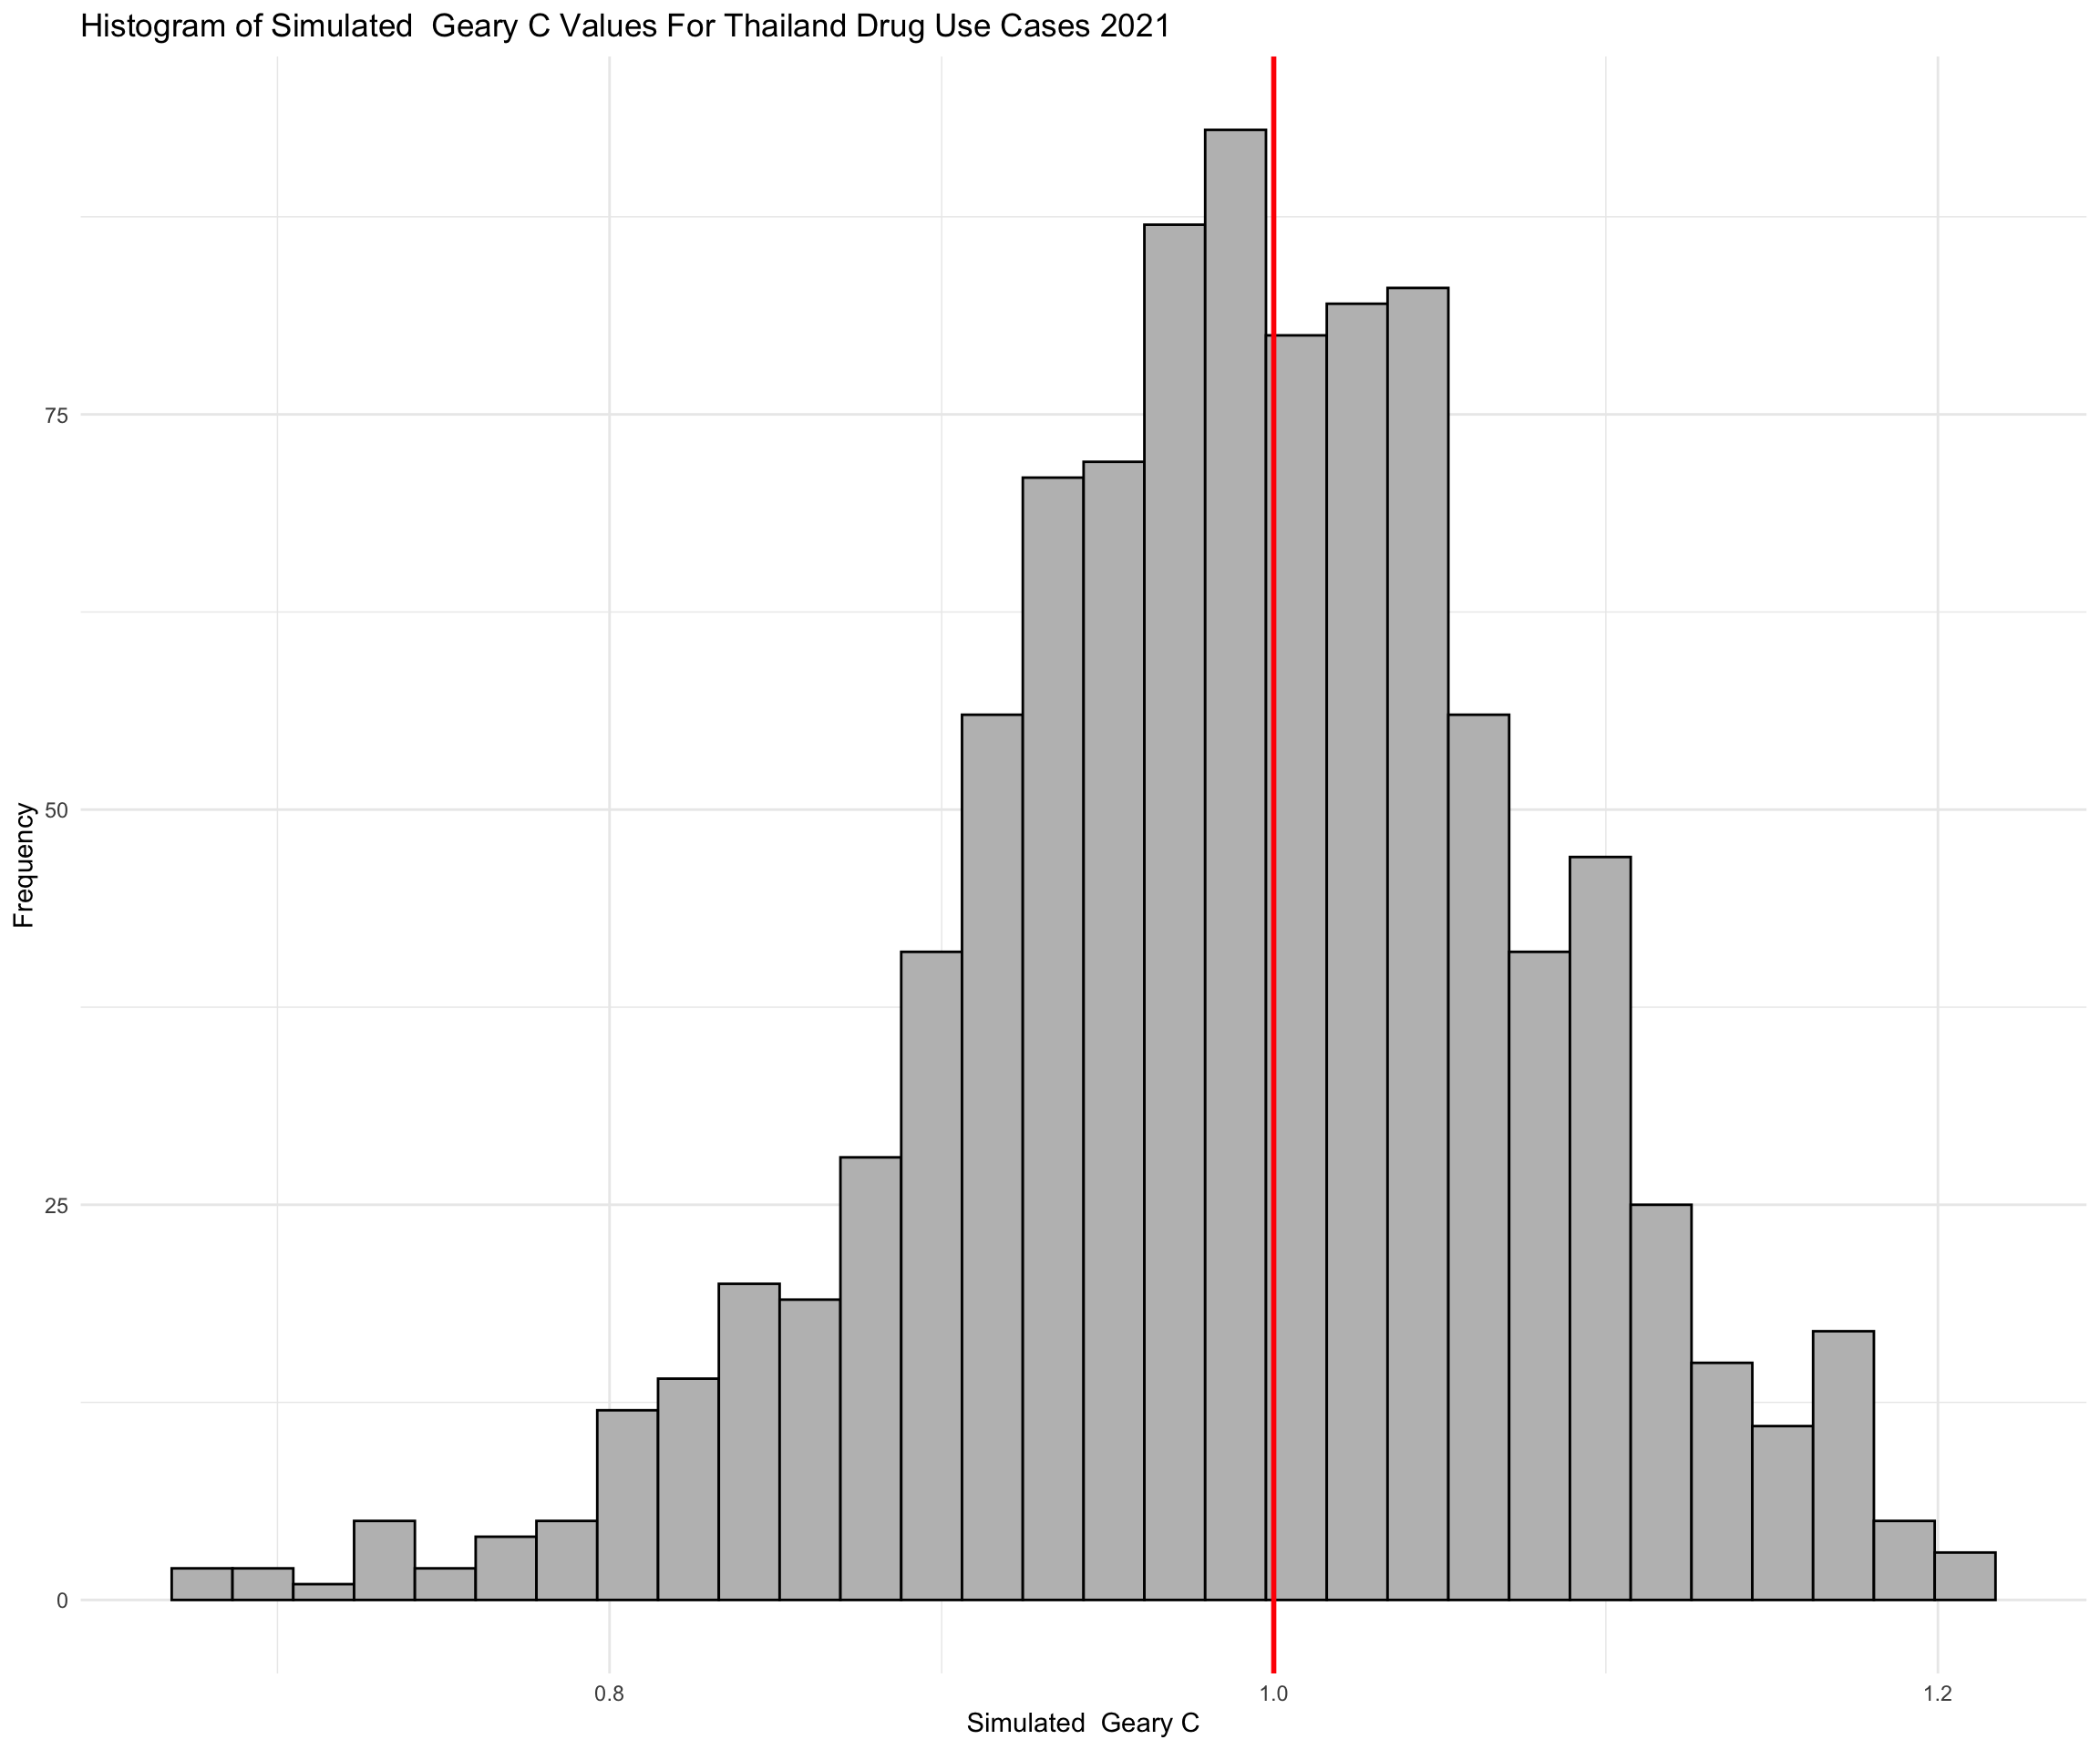 Histogram of Simulated  Geary C Values For Thailand Drug Use Cases 2021
Frequency
75
50
25
0
0.8
1.0
1.2
Simulated  Geary C